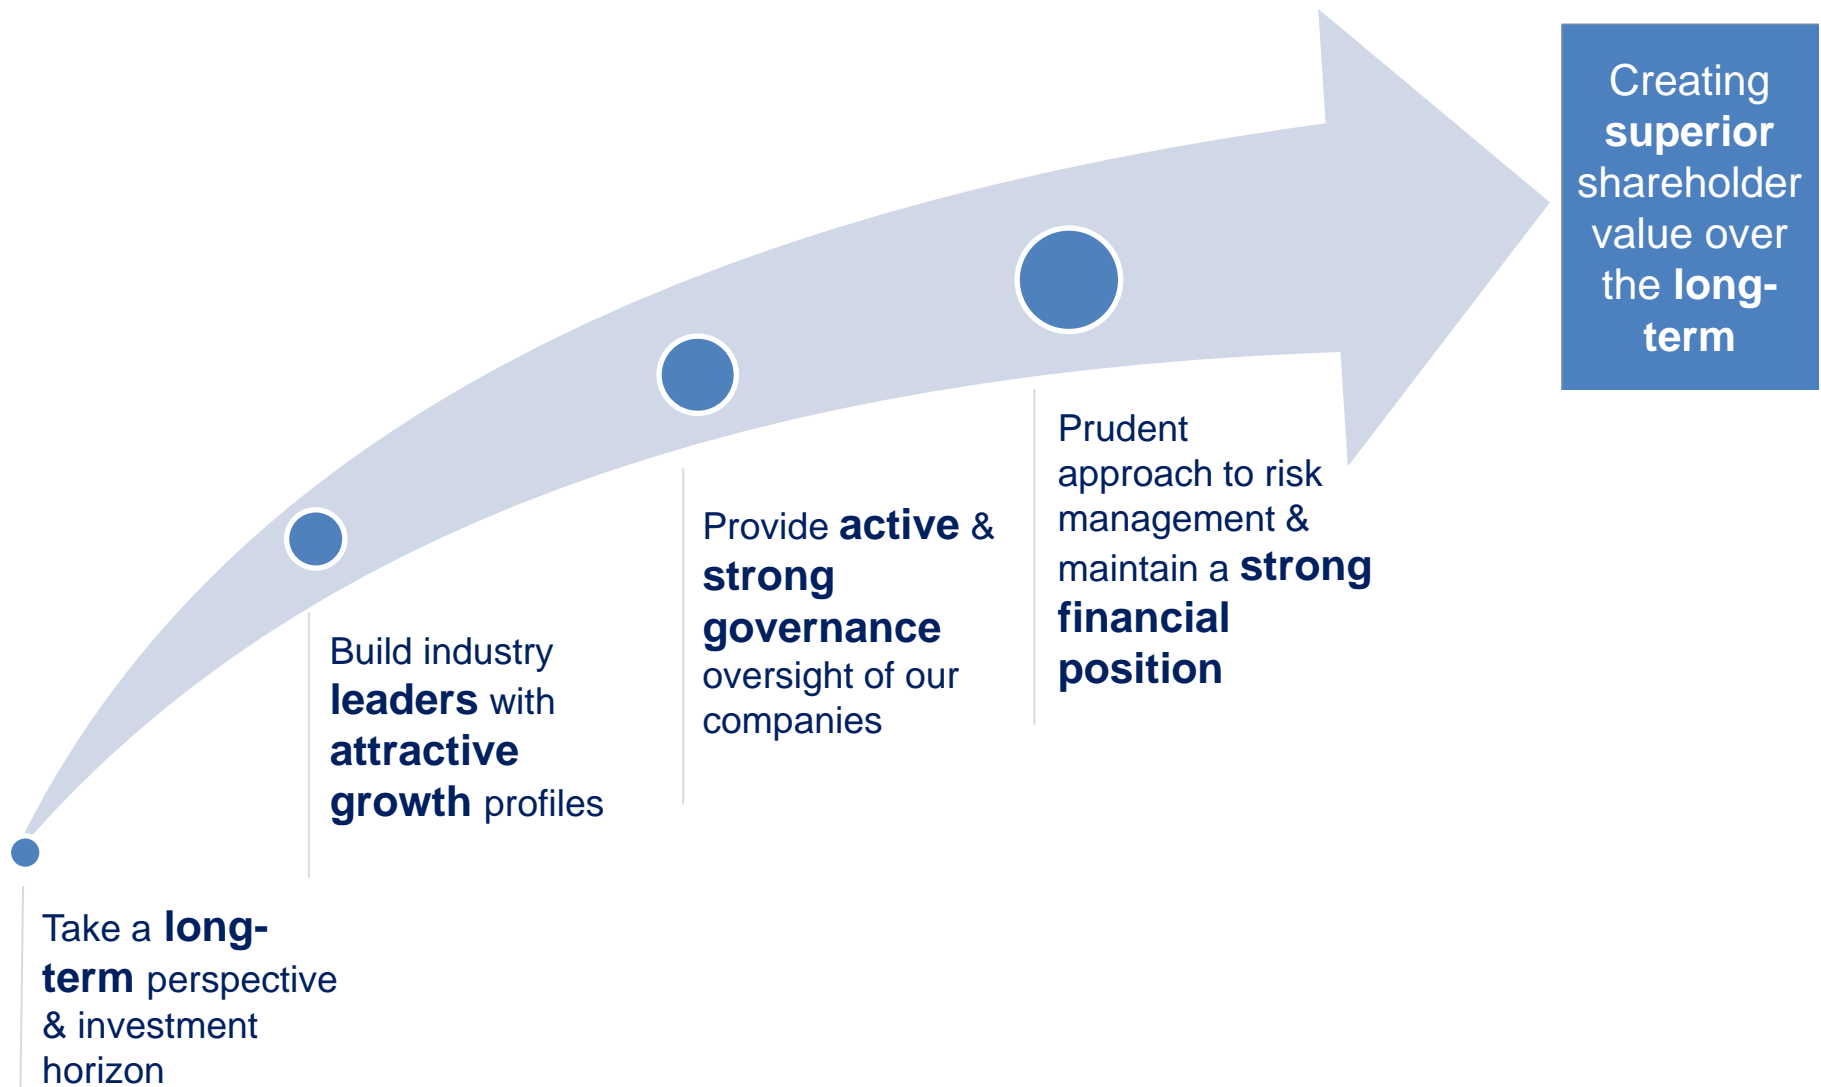 Take a long-
term perspective
& investment
horizon
Build industry
leaders with
attractive
growth profiles
Provide active &
strong
governance
oversight of our
companies
Prudent
approach to risk
management &
maintain a strong
financial
position
Creating
superior
shareholder
value over
the long-
term